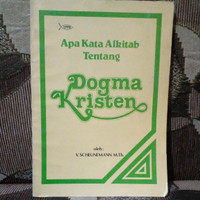 Apa Kata Alkitab
Tentang
Dogma
Kristen
oleh :
V. SCHEUNEMANN M.Th.